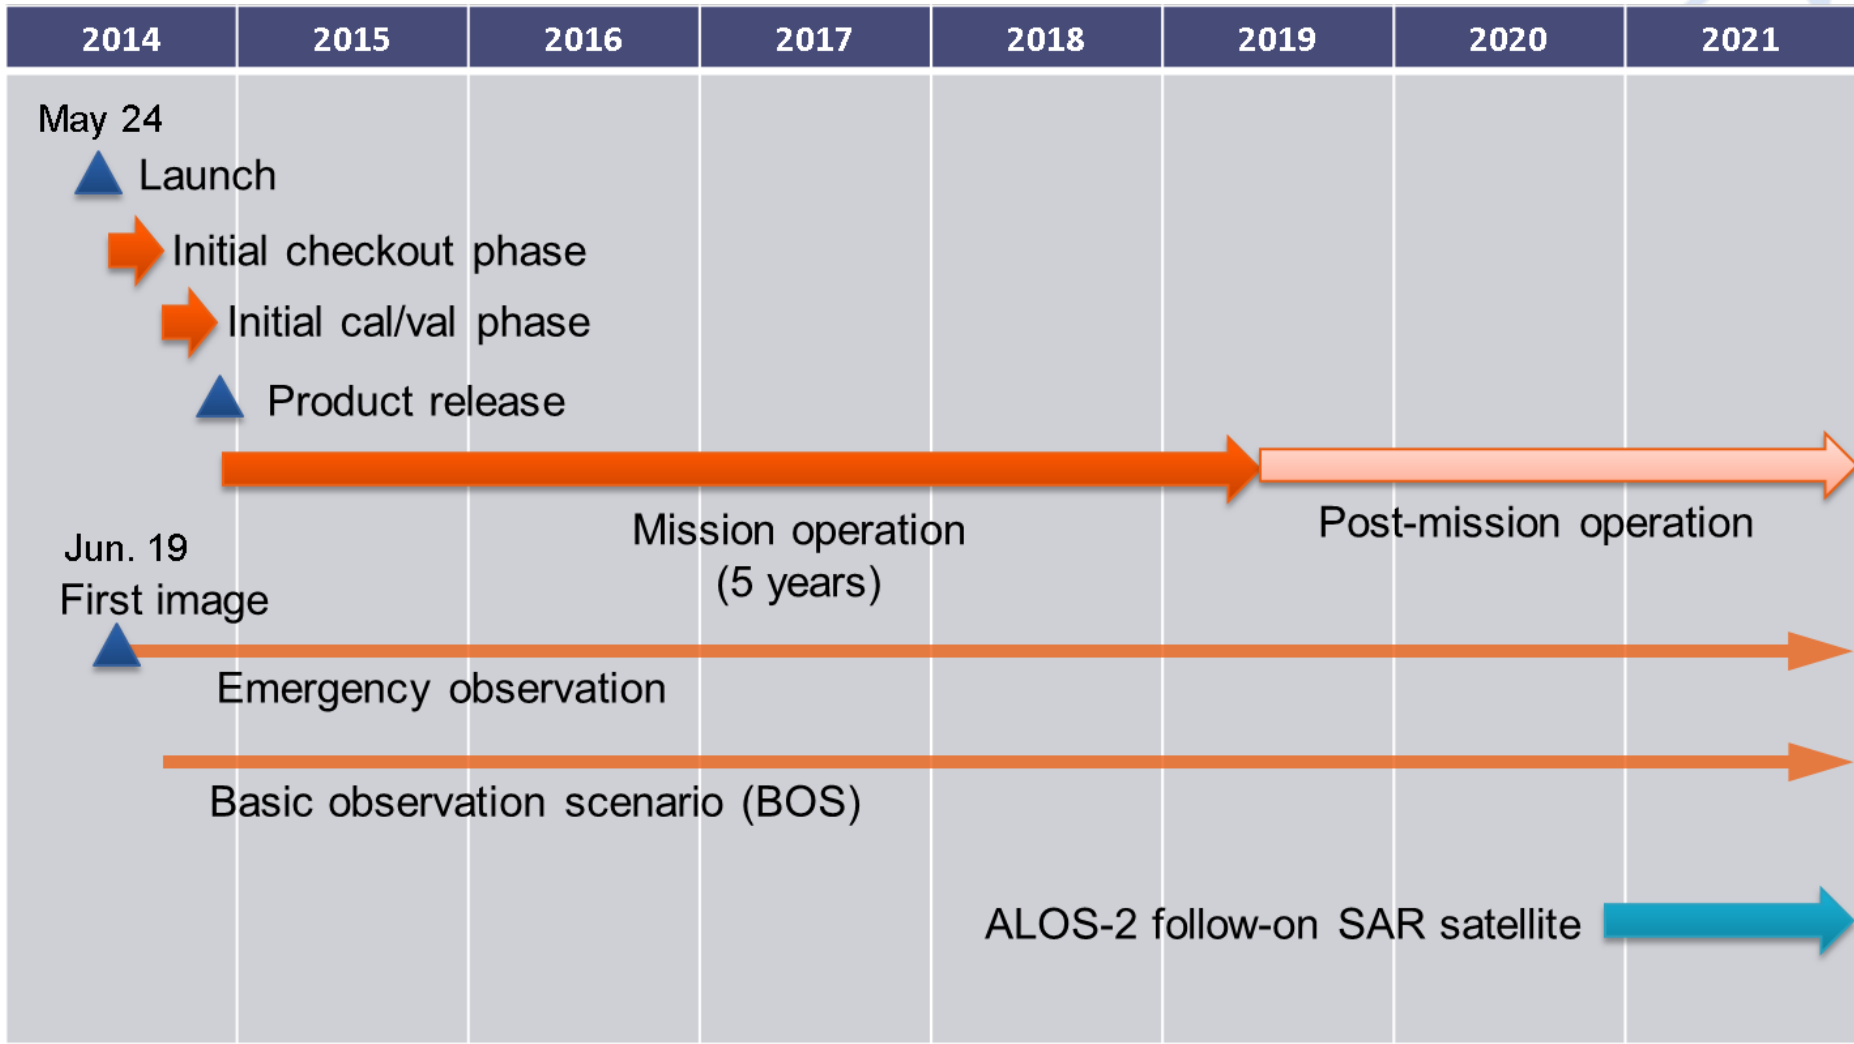 2014 2015 2016 2017 2018 2019 2020 2021
May 24
Launch
Initial checkout phase
Initial cal/val phase
Product release
Mission operation
(5 years)
Post-mission operation
Jun. 19
First image
Emergency observation
Basic observation scenario (BOS)
ALOS-2 follow-on SAR satellite